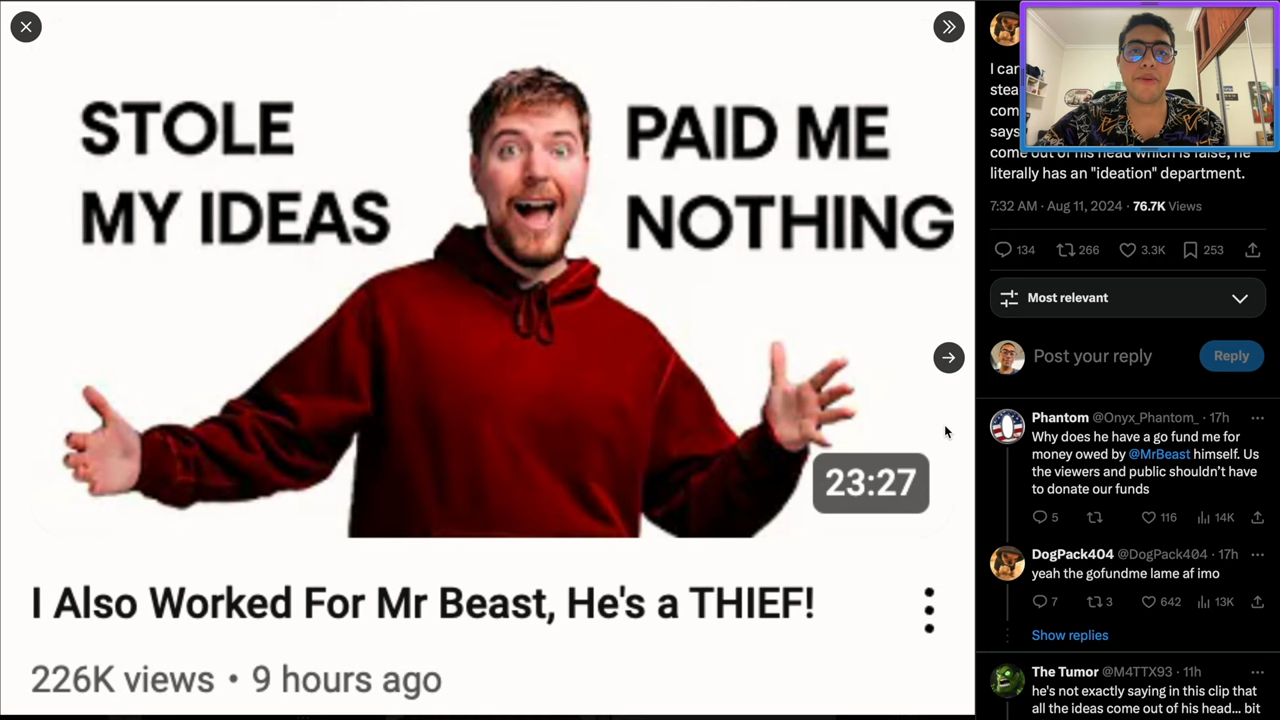 STOLE
MY IDEAS
PAID ME
NOTHING
23:27
I Also Worked For Mr Beast, He's a THIEF!
226K views • 9 hours ago
I
stea
com
says
come out of his head which is false, he
literally has an "ideation" department.
7:32 AM · Aug 11, 2024 · 76.7K Views
134 266 3.3K 253
Most relevant
Post your reply Reply
Phantom @Onyx_Phantom_ · 17h
Why does he have a go fund me for
money owed by @MrBeast himself. Us
the viewers and public shouldn't have
to donate our funds
5 116 14K
DogPack404 @DogPack404 · 17h
yeah the gofundme lame af imo
7 3 642 13K
Show replies
The Tumor @M4TTX93 · 11h
he's not exactly saying in this clip that
all the ideas come out of his head... bit